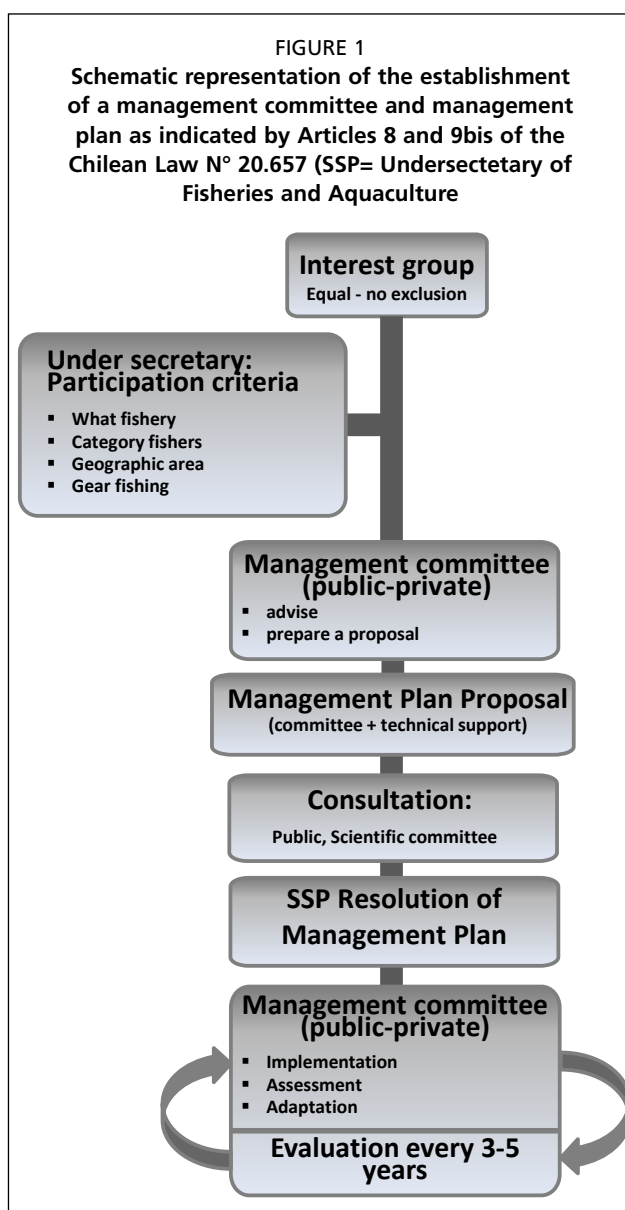 FIGURE 1
Schematic representation of the establishment
of a management committee and management
plan as indicated by Articles 8 and 9bis of the
Chilean Law N° 20.657 (SSP= Undersectetary of
Fisheries and Aquaculture
Interest group
Equal - no exclusion
Under secretary:
Participation criteria
▪ What fishery
▪ Category fishers
▪ Geographic area
▪ Gear fishing
Management committee
(public-private)
▪ advise
▪ prepare a proposal
Management Plan Proposal
(committee + technical support)
Consultation:
Public, Scientific committee
SSP Resolution of
Management Plan
Management committee
(public-private)
▪ Implementation
▪ Assessment
▪ Adaptation
Evaluation every 3-5
years